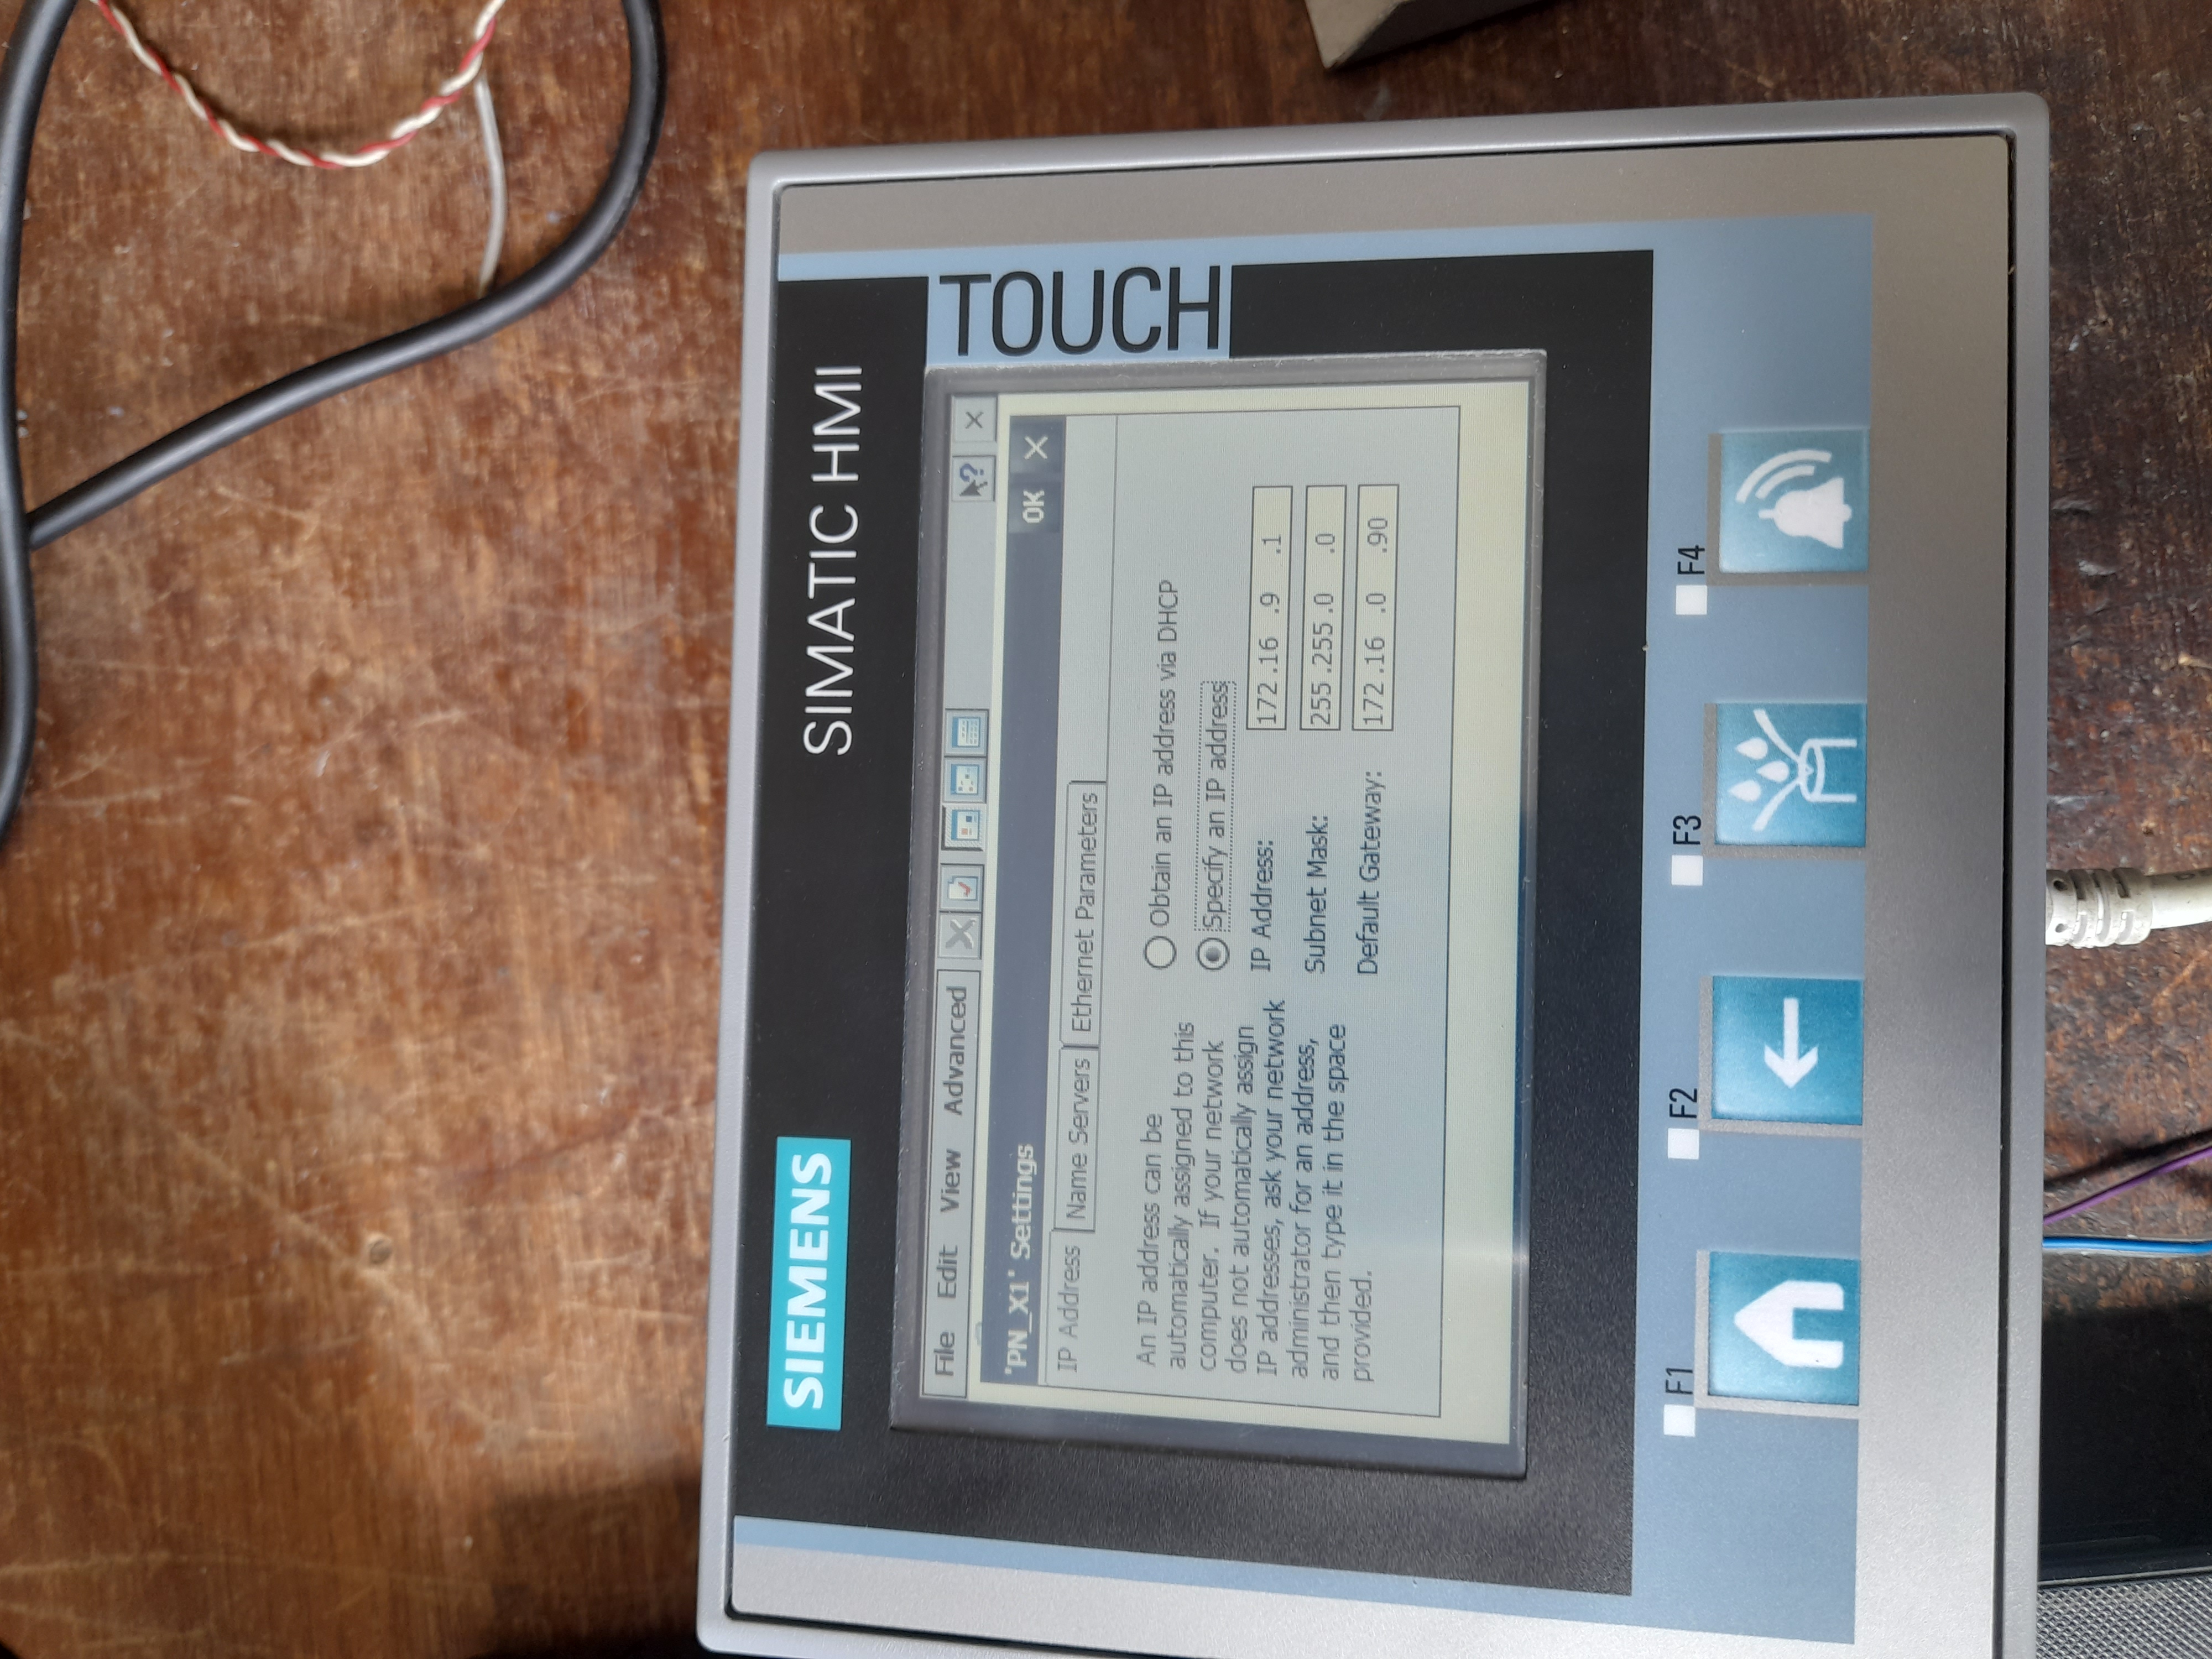 SIEMENS
SIMATIC HMI
TOUCH
File Edit View Advanced
'PN_X1' Settings OK
IP Address Name Servers Ethernet Parameters
An IP address can be
automatically assigned to this
computer. If your network
does not automatically assign
IP addresses, ask your network
administrator for an address,
and then type it in the space
provided.
Obtain an IP address via DHCP
Specify an IP address
IP Address: 172.16.9.1
Subnet Mask: 255.255.0.0
Default Gateway: 172.16.0.90
F1 F2 F3 F4